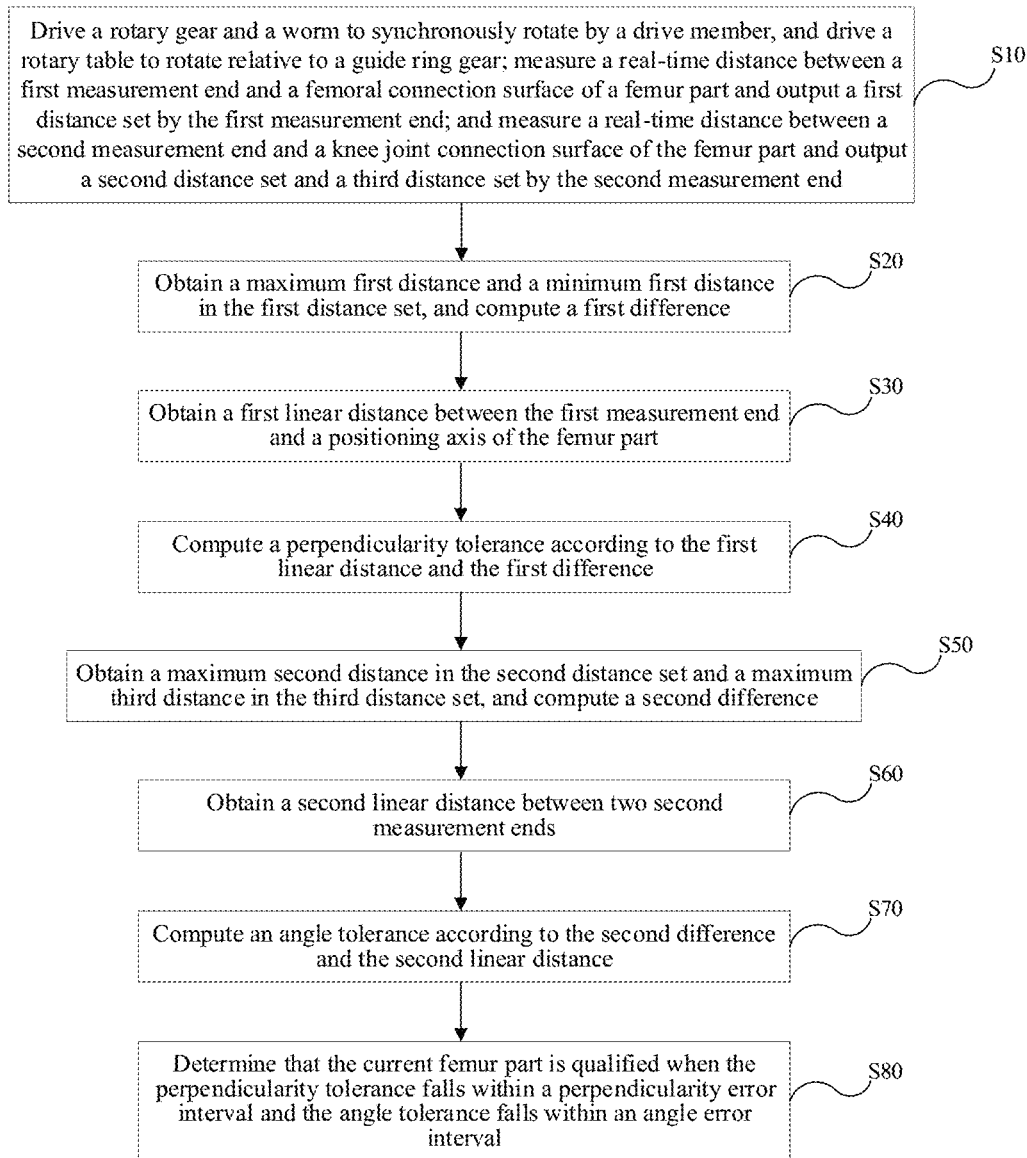 Drive a rotary gear and a worm to synchronously rotate by a drive member, and drive a
rotary table to rotate relative to a guide ring gear; measure a real-time distance between a
first measurement end and a femoral connection surface of a femur part and output a first
distance set by the first measurement end; and measure a real-time distance between a
second measurement end and a knee joint connection surface of the femur part and output
a second distance set and a third distance set by the second measurement end
S10
S20
Obtain a maximum first distance and a minimum first distance
in the first distance set, and compute a first difference
S30
Obtain a first linear distance between the first measurement end
and a positioning axis of the femur part
S40
Compute a perpendicularity tolerance according to the first
linear distance and the first difference
S50
Obtain a maximum second distance in the second distance set and a maximum
third distance in the third distance set, and compute a second difference
S60
Obtain a second linear distance between two second
measurement ends
S70
Compute an angle tolerance according to the second difference
and the second linear distance
S80
Determine that the current femur part is qualified when the
perpendicularity tolerance falls within a perpendicularity error
interval and the angle tolerance falls within an angle error
interval